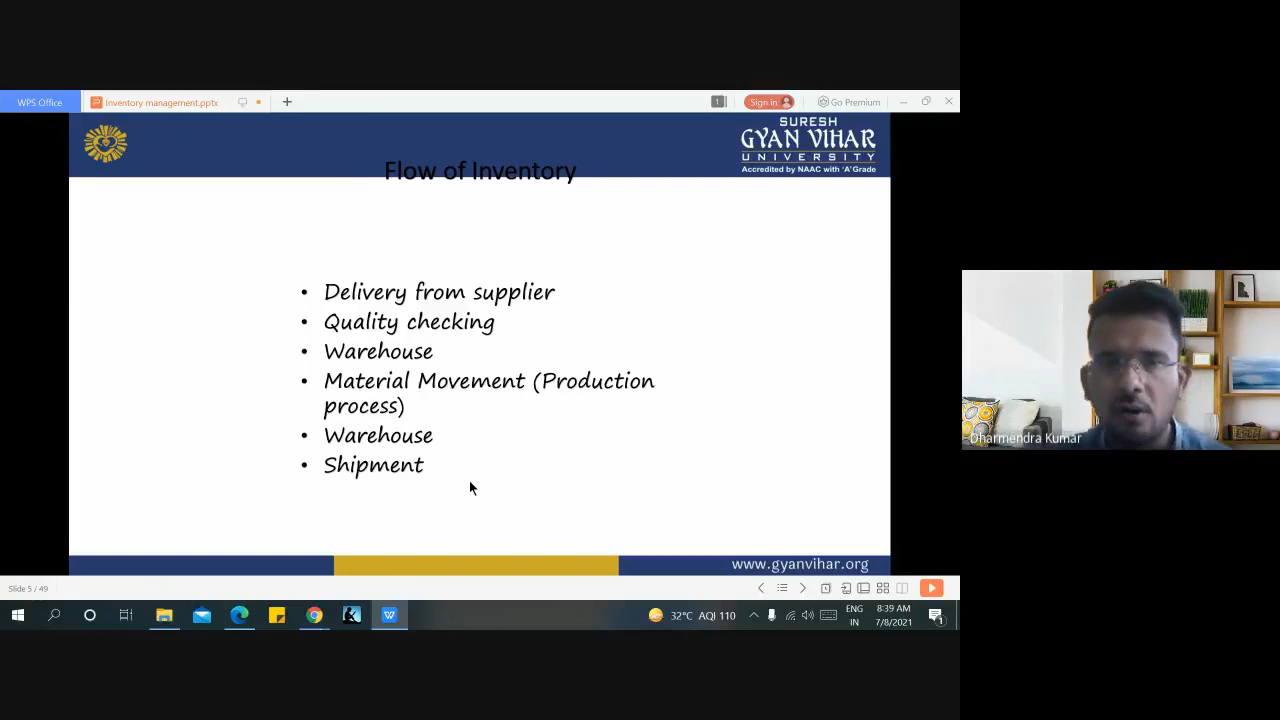 WPS Office
Inventory management.pptx
1
Sign in
Go Premium
SURESH
GYAN VIHAR
UNIVERSITY
Accredited by NAAC with 'A' Grade
Flow of Inventory
• Delivery from supplier
• Quality checking
• Warehouse
• Material Movement (Production
process)
• Warehouse
• Shipment
Dharmendra Kumar
www.gyanvihar.org
Slide 5 / 49
32°C AQI 110
ENG
IN
8:39 AM
7/8/2021
1